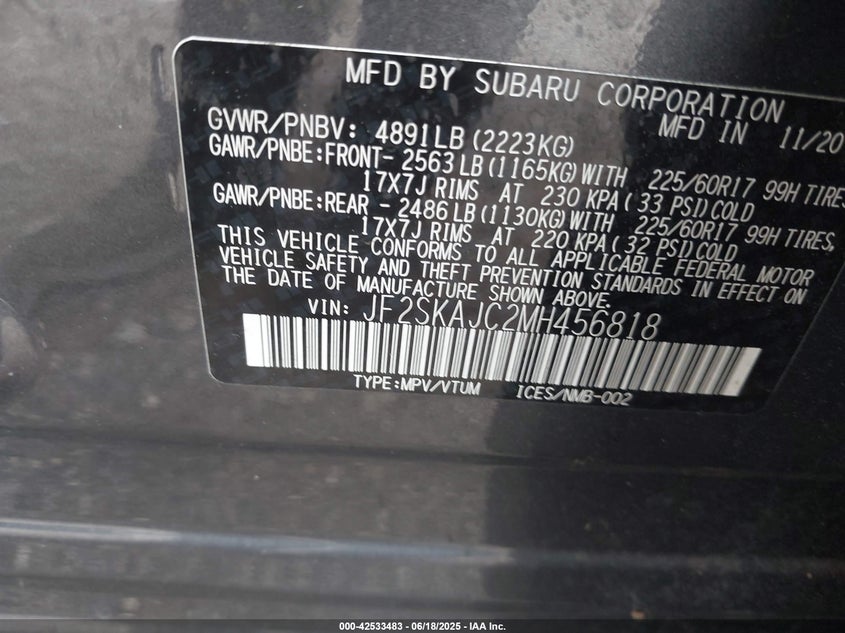 MFD BY SUBARU CORPORATION
MFD IN 11/20
GVWR/PNBV: 4891LB(2223KG)
GAWR/PNBE:FRONT- 2563LB(1165KG)WITH 225/60R17 99H TIRES
17X7J RIMS AT 230 KPA( 33 PSI)COLD
GAWR/PNBE:REAR - 2486LB(1130KG)WITH 225/60R17 99H TIRES,
17X7J RIMS AT 220 KPA( 32 PSI)COLD
THIS VEHICLE CONFORMS TO ALL APPLICABLE FEDERAL MOTOR
VEHICLE SAFETY AND THEFT PREVENTION STANDARDS IN EFFECT ON
THE DATE OF MANUFACTURE SHOWN ABOVE.
VIN: JF2SKAJC2MH456818
TYPE:MPV/VTUM ICES/NMB-002
000-42533483 - 06/18/2025 - IAA Inc.